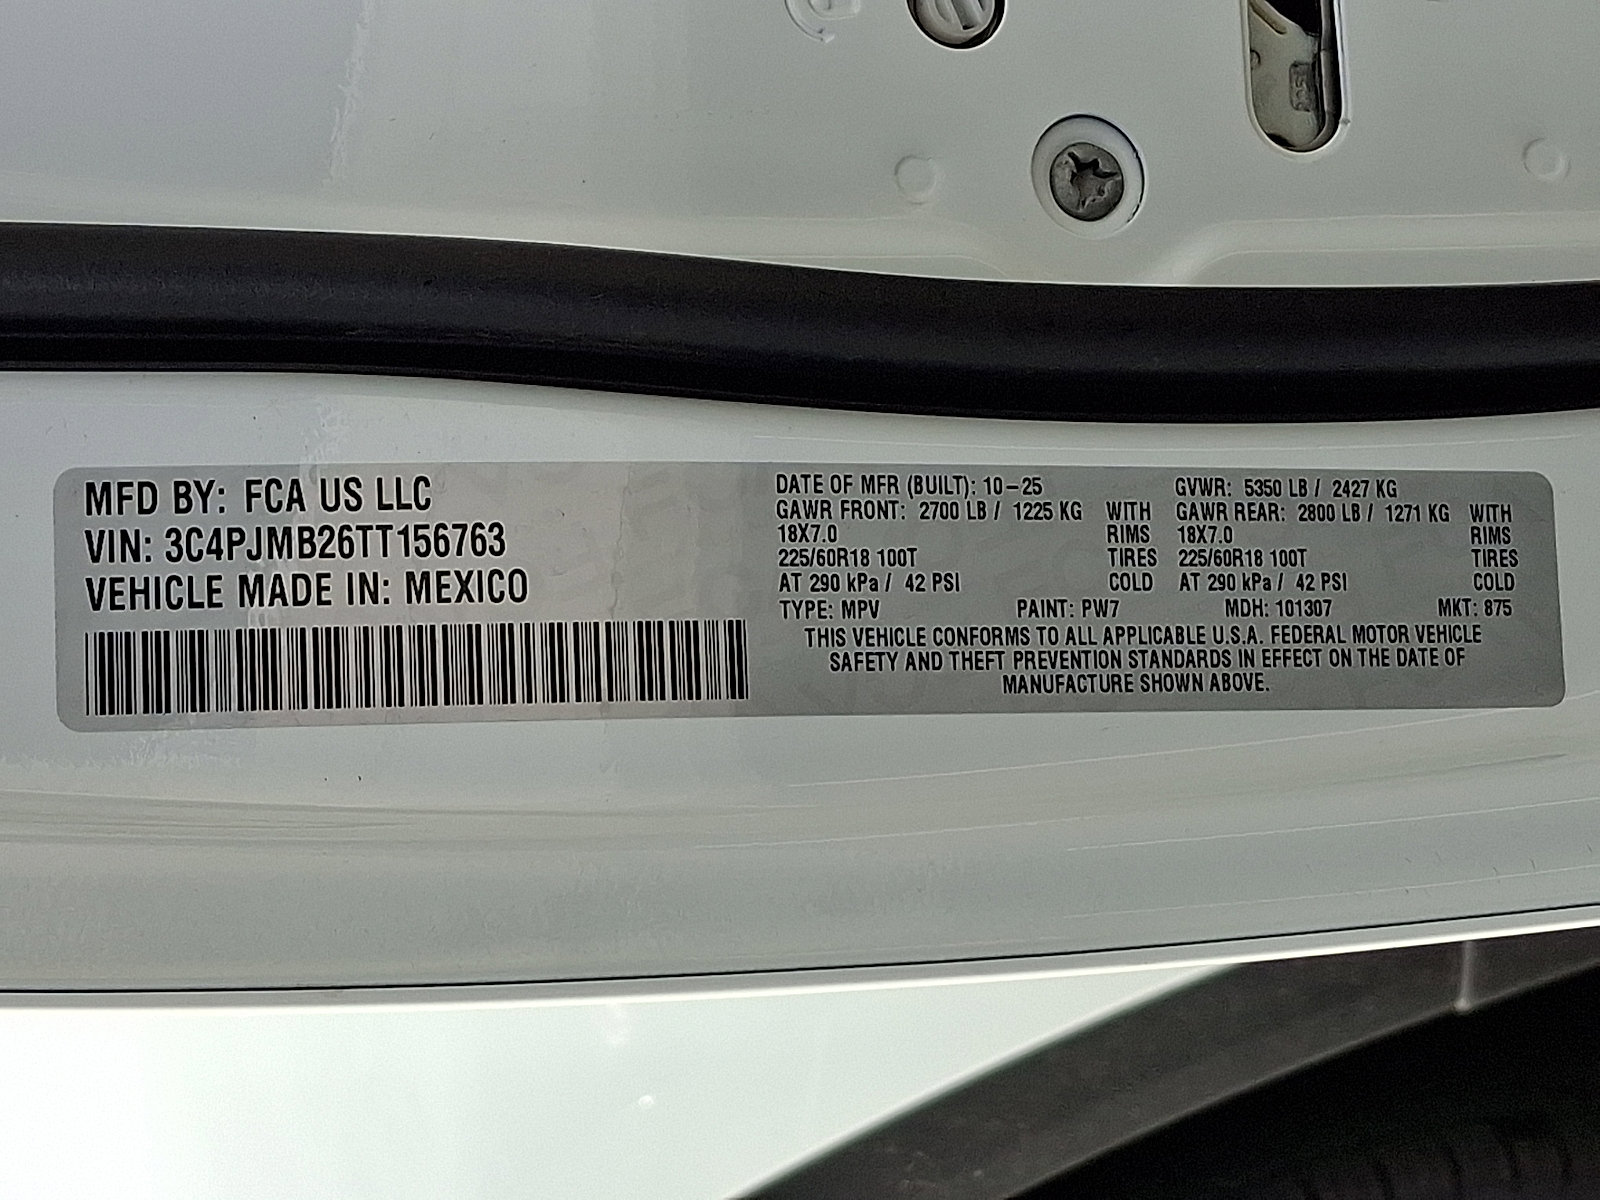 MFD BY: FCA US LLC
VIN: 3C4PJMB26TT156763
VEHICLE MADE IN: MEXICO
DATE OF MFR (BUILT): 10-25 GVWR: 5350 LB / 2427 KG
GAWR FRONT: 2700 LB / 1225 KG WITH GAWR REAR: 2800 LB / 1271 KG WITH
18X7.0 RIMS 18X7.0 RIMS
225/60R18 100T TIRES 225/60R18 100T TIRES
AT 290 kPa / 42 PSI COLD AT 290 kPa / 42 PSI COLD
TYPE: MPV PAINT: PW7 MDH: 101307 MKT: 875
THIS VEHICLE CONFORMS TO ALL APPLICABLE U.S.A. FEDERAL MOTOR VEHICLE
SAFETY AND THEFT PREVENTION STANDARDS IN EFFECT ON THE DATE OF
MANUFACTURE SHOWN ABOVE.